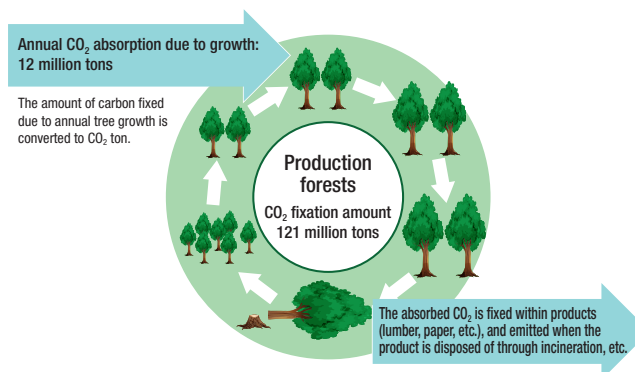 Annual CO₂ absorption due to growth:
12 million tons
The amount of carbon fixed
due to annual tree growth is
converted to CO₂ ton.
Production
forests
CO₂ fixation amount
121 million tons
The absorbed CO₂ is fixed within products
(lumber, paper, etc.), and emitted when the
product is disposed of through incineration, etc.